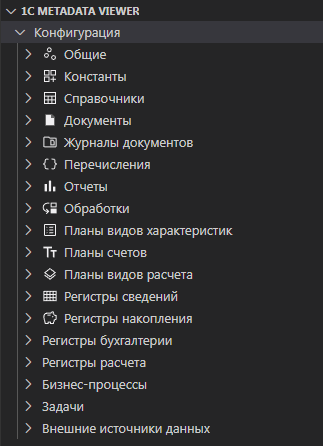 1C METADATA VIEWER
Конфигурация
Общие
Константы
Справочники
Документы
Журналы документов
Перечисления
Отчеты
Обработки
Планы видов характеристик
Планы счетов
Планы видов расчета
Регистры сведений
Регистры накопления
Регистры бухгалтерии
Регистры расчета
Бизнес-процессы
Задачи
Внешние источники данных